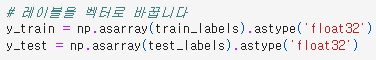 # 레이블을 벡터로 바꿉니다
y_train = np.asarray(train_labels).astype('float32')
y_test = np.asarray(test_labels).astype('float32')